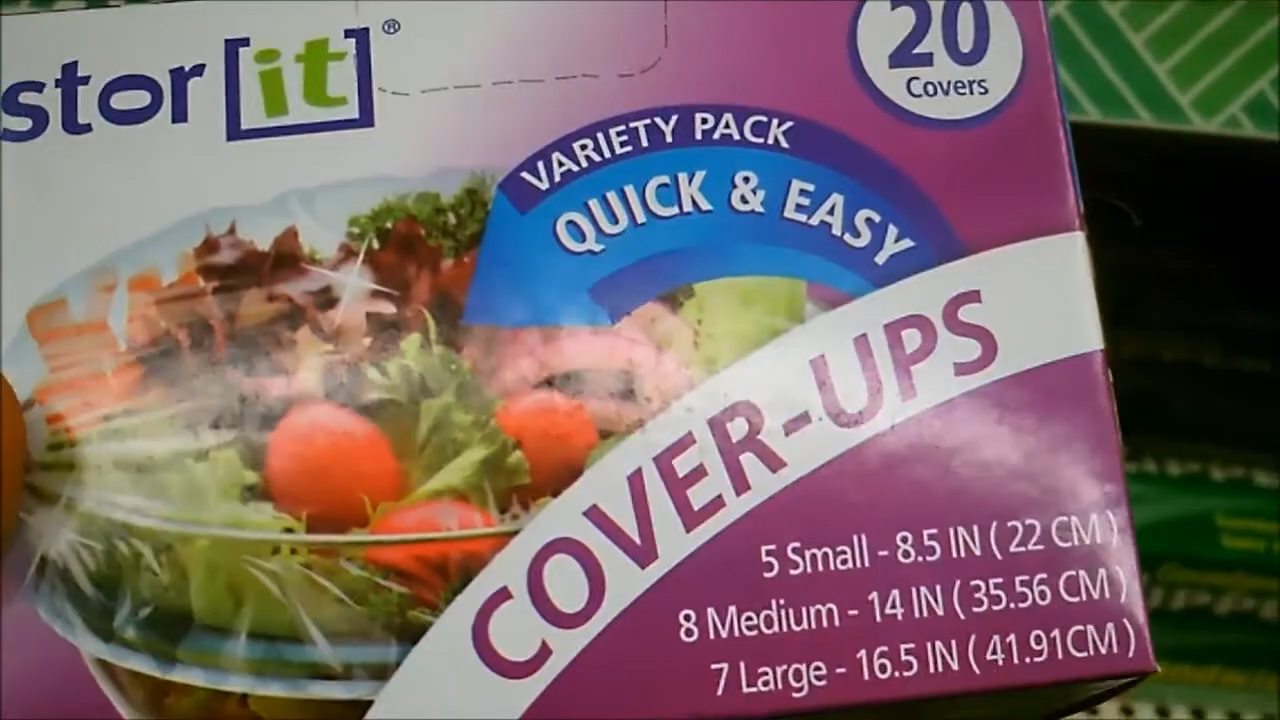 stor [it]®
20
Covers
VARIETY PACK
QUICK & EASY
COVER-UPS
5 Small - 8.5 IN ( 22 CM )
8 Medium - 14 IN ( 35.56 CM )
7 Large - 16.5 IN ( 41.91CM )